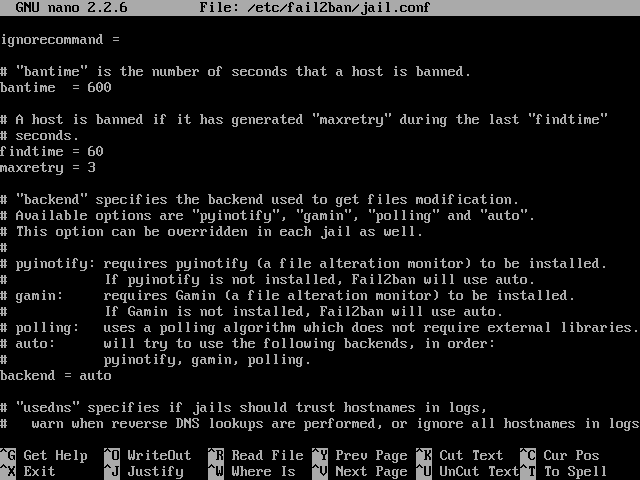 GNU nano 2.2.6 File: /etc/fail2ban/jail.conf
ignorecommand =
# "bantime" is the number of seconds that a host is banned.
bantime  = 600
# A host is banned if it has generated "maxretry" during the last "findtime"
# seconds.
findtime = 60
maxretry = 3
# "backend" specifies the backend used to get files modification.
# Available options are "pyinotify", "gamin", "polling" and "auto".
# This option can be overridden in each jail as well.
#
# pyinotify: requires pyinotify (a file alteration monitor) to be installed.
#            If pyinotify is not installed, Fail2ban will use auto.
# gamin:     requires Gamin (a file alteration monitor) to be installed.
#            If Gamin is not installed, Fail2ban will use auto.
# polling:   uses a polling algorithm which does not require external libraries.
# auto:      will try to use the following backends, in order:
#            pyinotify, gamin, polling.
backend = auto
# "usedns" specifies if jails should trust hostnames in logs,
#   warn when reverse DNS lookups are performed, or ignore all hostnames in logs
^G Get Help ^O WriteOut ^R Read File ^Y Prev Page ^K Cut Text ^C Cur Pos
^X Exit ^J Justify ^W Where Is ^V Next Page ^U UnCut Text ^T To Spell